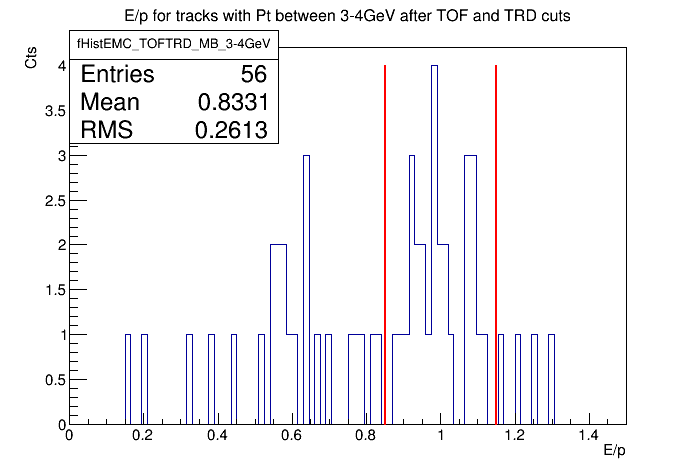 E/p for tracks with Pt between 3-4GeV after TOF and TRD cuts
Cts
fHistEMC_TOFTRD_MB_3-4GeV
Entries 56
Mean 0.8331
RMS 0.2613
4
3.5
3
2.5
2
1.5
1
0.5
0
0 0.2 0.4 0.6 0.8 1 1.2 1.4
E/p